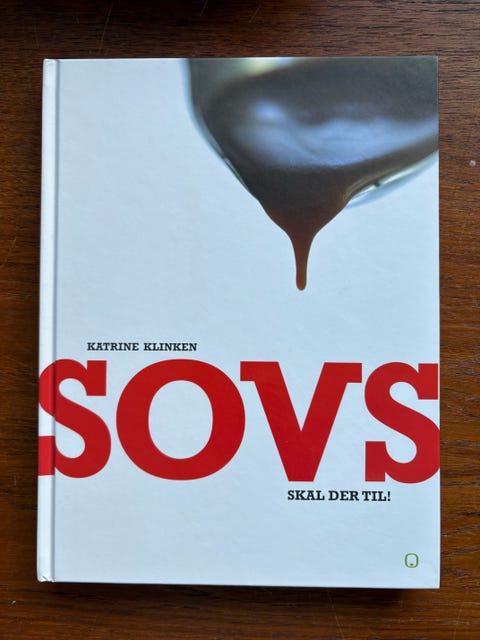 KATRINE KLINKEN
SOVS
SKAL DER TIL!